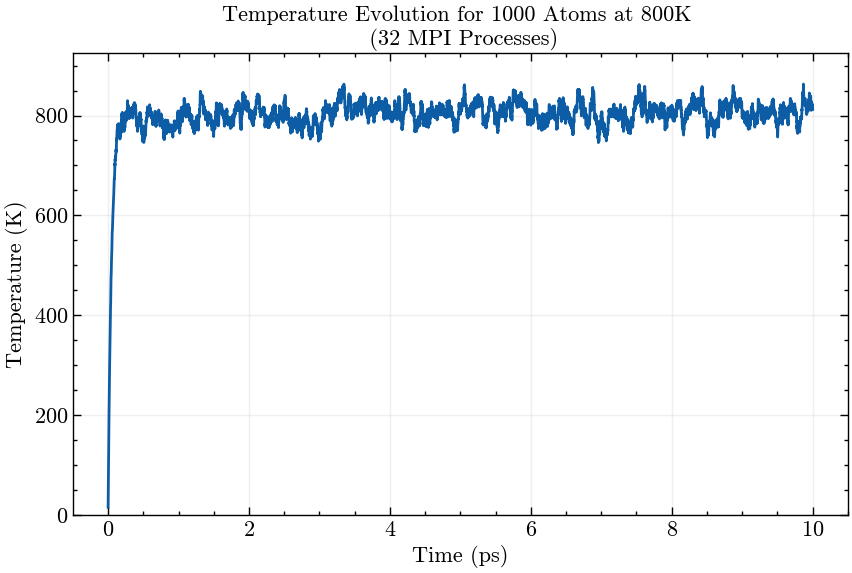 Temperature Evolution for 1000 Atoms at 800K
(32 MPI Processes)
Temperature (K)
800
600
400
200
0
0 2 4 6 8 10
Time (ps)